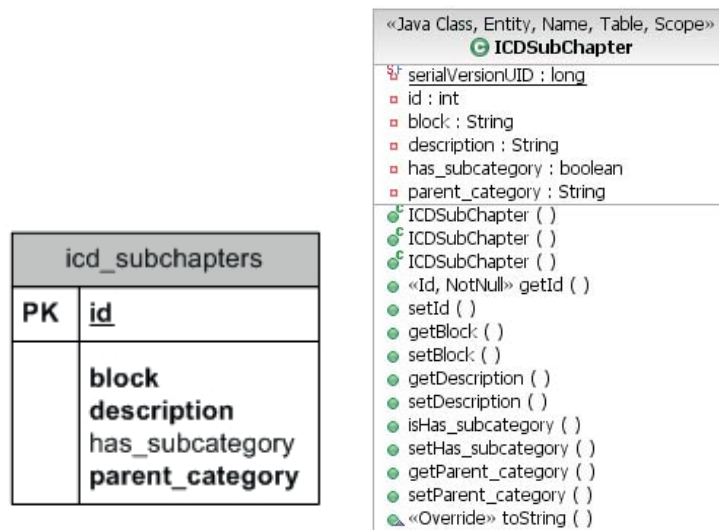 icd_subchapters
PK id
block
description
has_subcategory
parent_category
«Java Class, Entity, Name, Table, Scope»
C ICDSubChapter
S F serialVersionUID : long
id : int
block : String
description : String
has_subcategory : boolean
parent_category : String
C ICDSubChapter ( )
C ICDSubChapter ( )
C ICDSubChapter ( )
«Id, NotNull» getId ( )
setId ( )
getBlock ( )
setBlock ( )
getDescription ( )
setDescription ( )
isHas_subcategory ( )
setHas_subcategory ( )
getParent_category ( )
setParent_category ( )
«Override» toString ( )